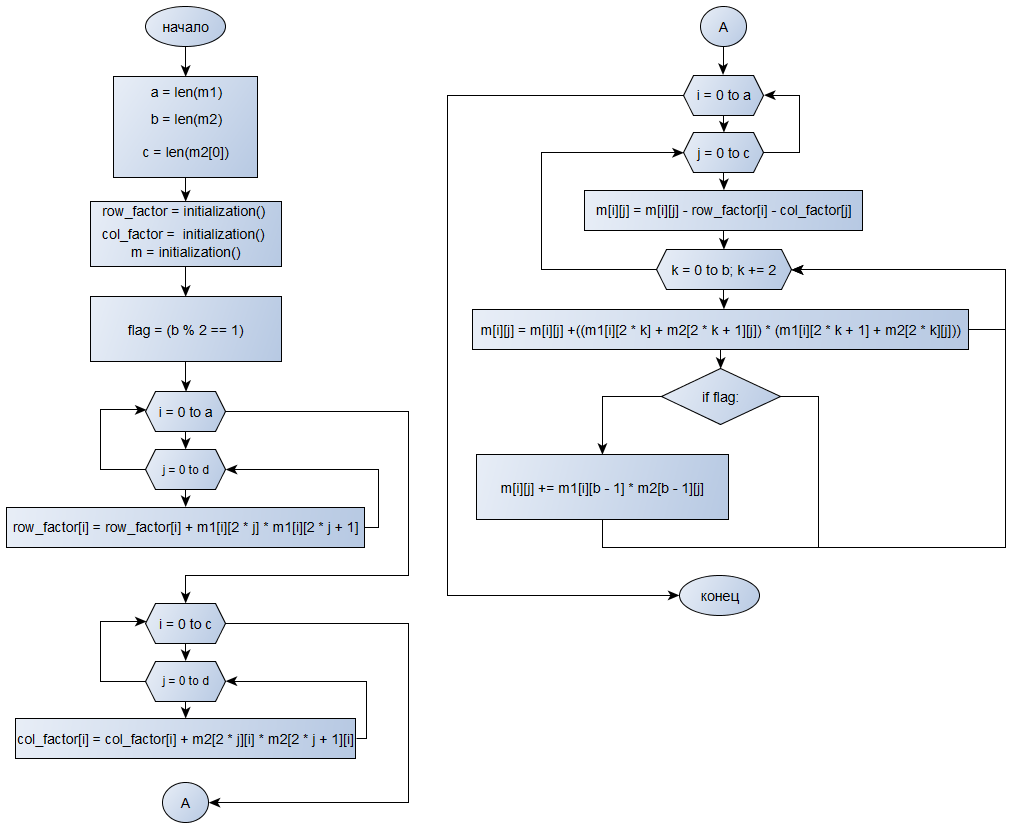 начало
a = len(m1)
b = len(m2)
c = len(m2[0])
row_factor = initialization()
col_factor = initialization()
m = initialization()
flag = (b % 2 == 1)
i = 0 to a
j = 0 to d
row_factor[i] = row_factor[i] + m1[i][2 * j] * m1[i][2 * j + 1]
i = 0 to c
j = 0 to d
col_factor[i] = col_factor[i] + m2[2 * j][i] * m2[2 * j + 1][i]
A
A
i = 0 to a
j = 0 to c
m[i][j] = m[i][j] - row_factor[i] - col_factor[j]
k = 0 to b; k += 2
m[i][j] = m[i][j] +((m1[i][2 * k] + m2[2 * k + 1][j]) * (m1[i][2 * k + 1] + m2[2 * k][j]))
if flag:
m[i][j] += m1[i][b - 1] * m2[b - 1][j]
конец